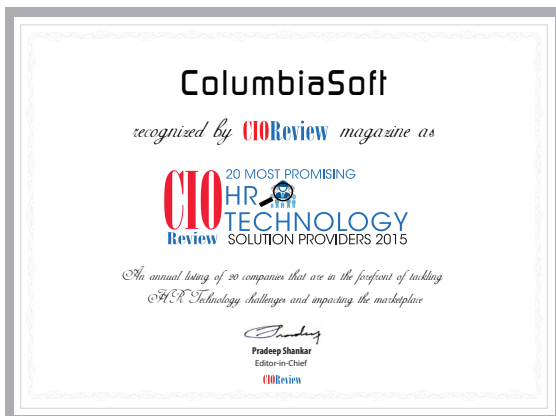 ColumbiaSoft
recognized by CIOReview magazine as
CIO Review
20 MOST PROMISING
HR
TECHNOLOGY
SOLUTION PROVIDERS 2015
An annual listing of 20 companies that are in the forefront of tackling
HR Technology challenges and impacting the marketplace
Pradeep
Pradeep Shankar
Editor-in-Chief
CIOReview